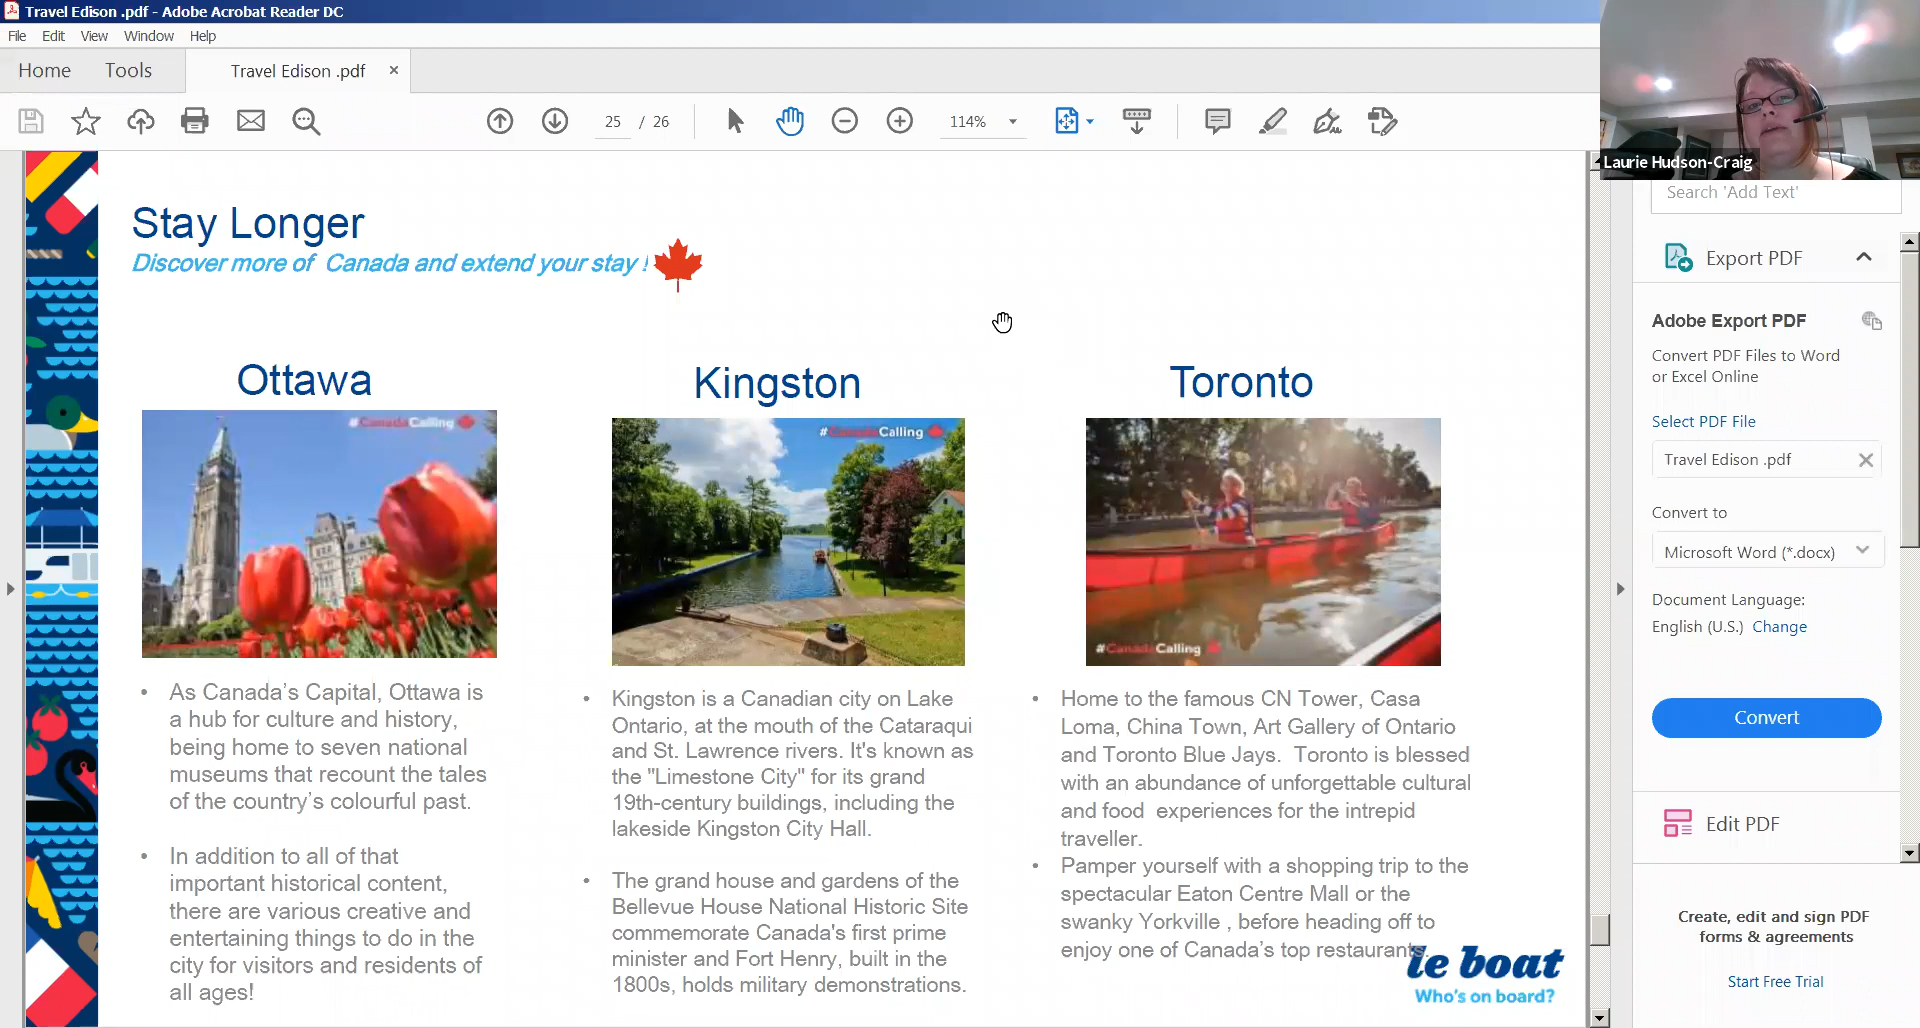 Travel Edison .pdf - Adobe Acrobat Reader DC
File Edit View Window Help
Home Tools Travel Edison .pdf ×
25 / 26 114%
Laurie Hudson-Craig
Search 'Add Text'
Export PDF
Adobe Export PDF
Convert PDF Files to Word
or Excel Online
Select PDF File
Travel Edison .pdf
Convert to
Microsoft Word (*.docx)
Document Language:
English (U.S.) Change
Convert
Edit PDF
Create, edit and sign PDF
forms & agreements
Start Free Trial
Stay Longer
Discover more of Canada and extend your stay !
Ottawa
#CanadaCalling
• As Canada's Capital, Ottawa is
a hub for culture and history,
being home to seven national
museums that recount the tales
of the country's colourful past.
• In addition to all of that
important historical content,
there are various creative and
entertaining things to do in the
city for visitors and residents of
all ages!
Kingston
#CanadaCalling
• Kingston is a Canadian city on Lake
Ontario, at the mouth of the Cataraqui
and St. Lawrence rivers. It's known as
the "Limestone City" for its grand
19th-century buildings, including the
lakeside Kingston City Hall.
• The grand house and gardens of the
Bellevue House National Historic Site
commemorate Canada's first prime
minister and Fort Henry, built in the
1800s, holds military demonstrations.
Toronto
#CanadaCalling
• Home to the famous CN Tower, Casa
Loma, China Town, Art Gallery of Ontario
and Toronto Blue Jays. Toronto is blessed
with an abundance of unforgettable cultural
and food experiences for the intrepid
traveller.
• Pamper yourself with a shopping trip to the
spectacular Eaton Centre Mall or the
swanky Yorkville , before heading off to
enjoy one of Canada's top restaurants.
le boat
Who's on board?